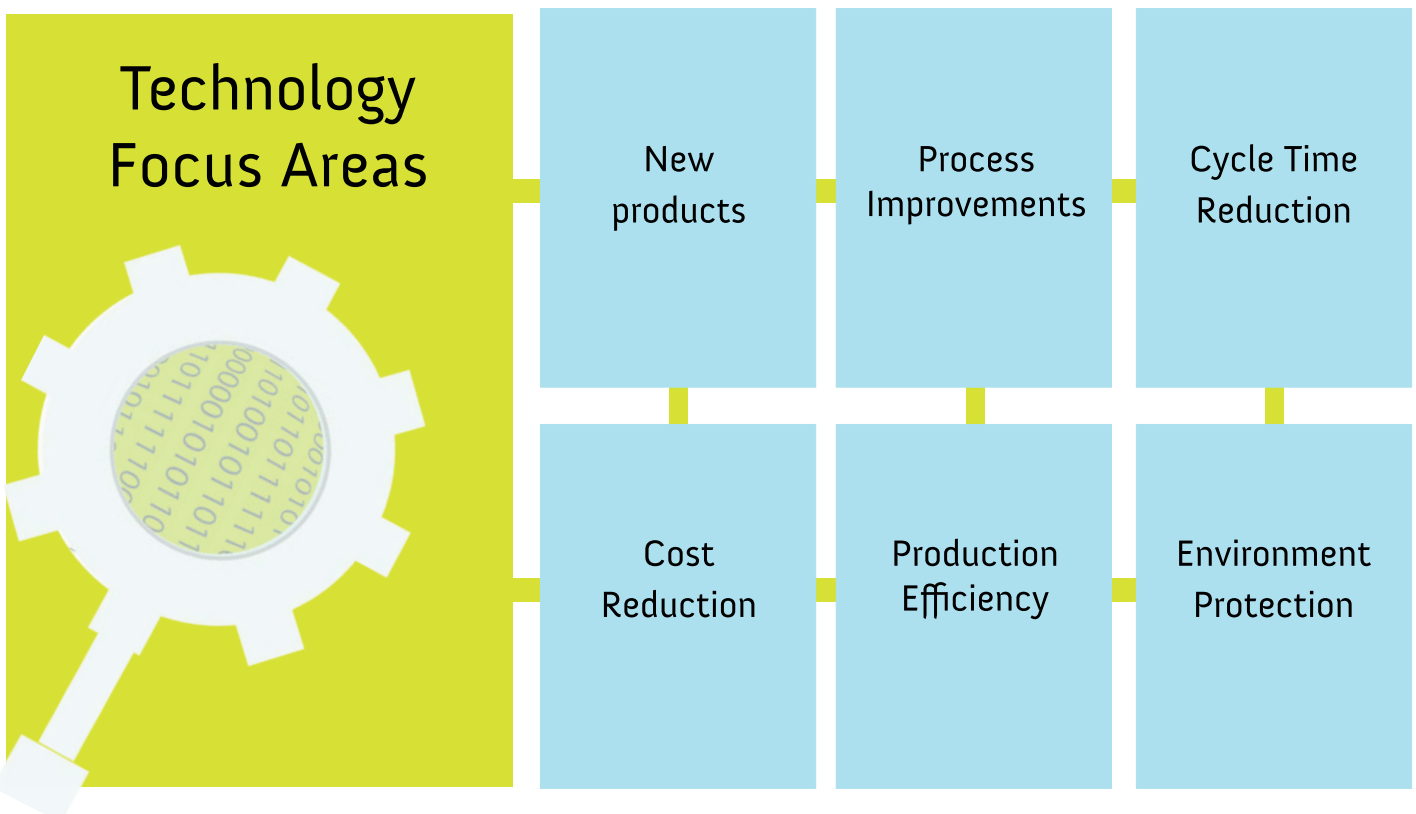 Technology
Focus Areas
New
products
Process
Improvements
Cycle Time
Reduction
Cost
Reduction
Production
Efficiency
Environment
Protection